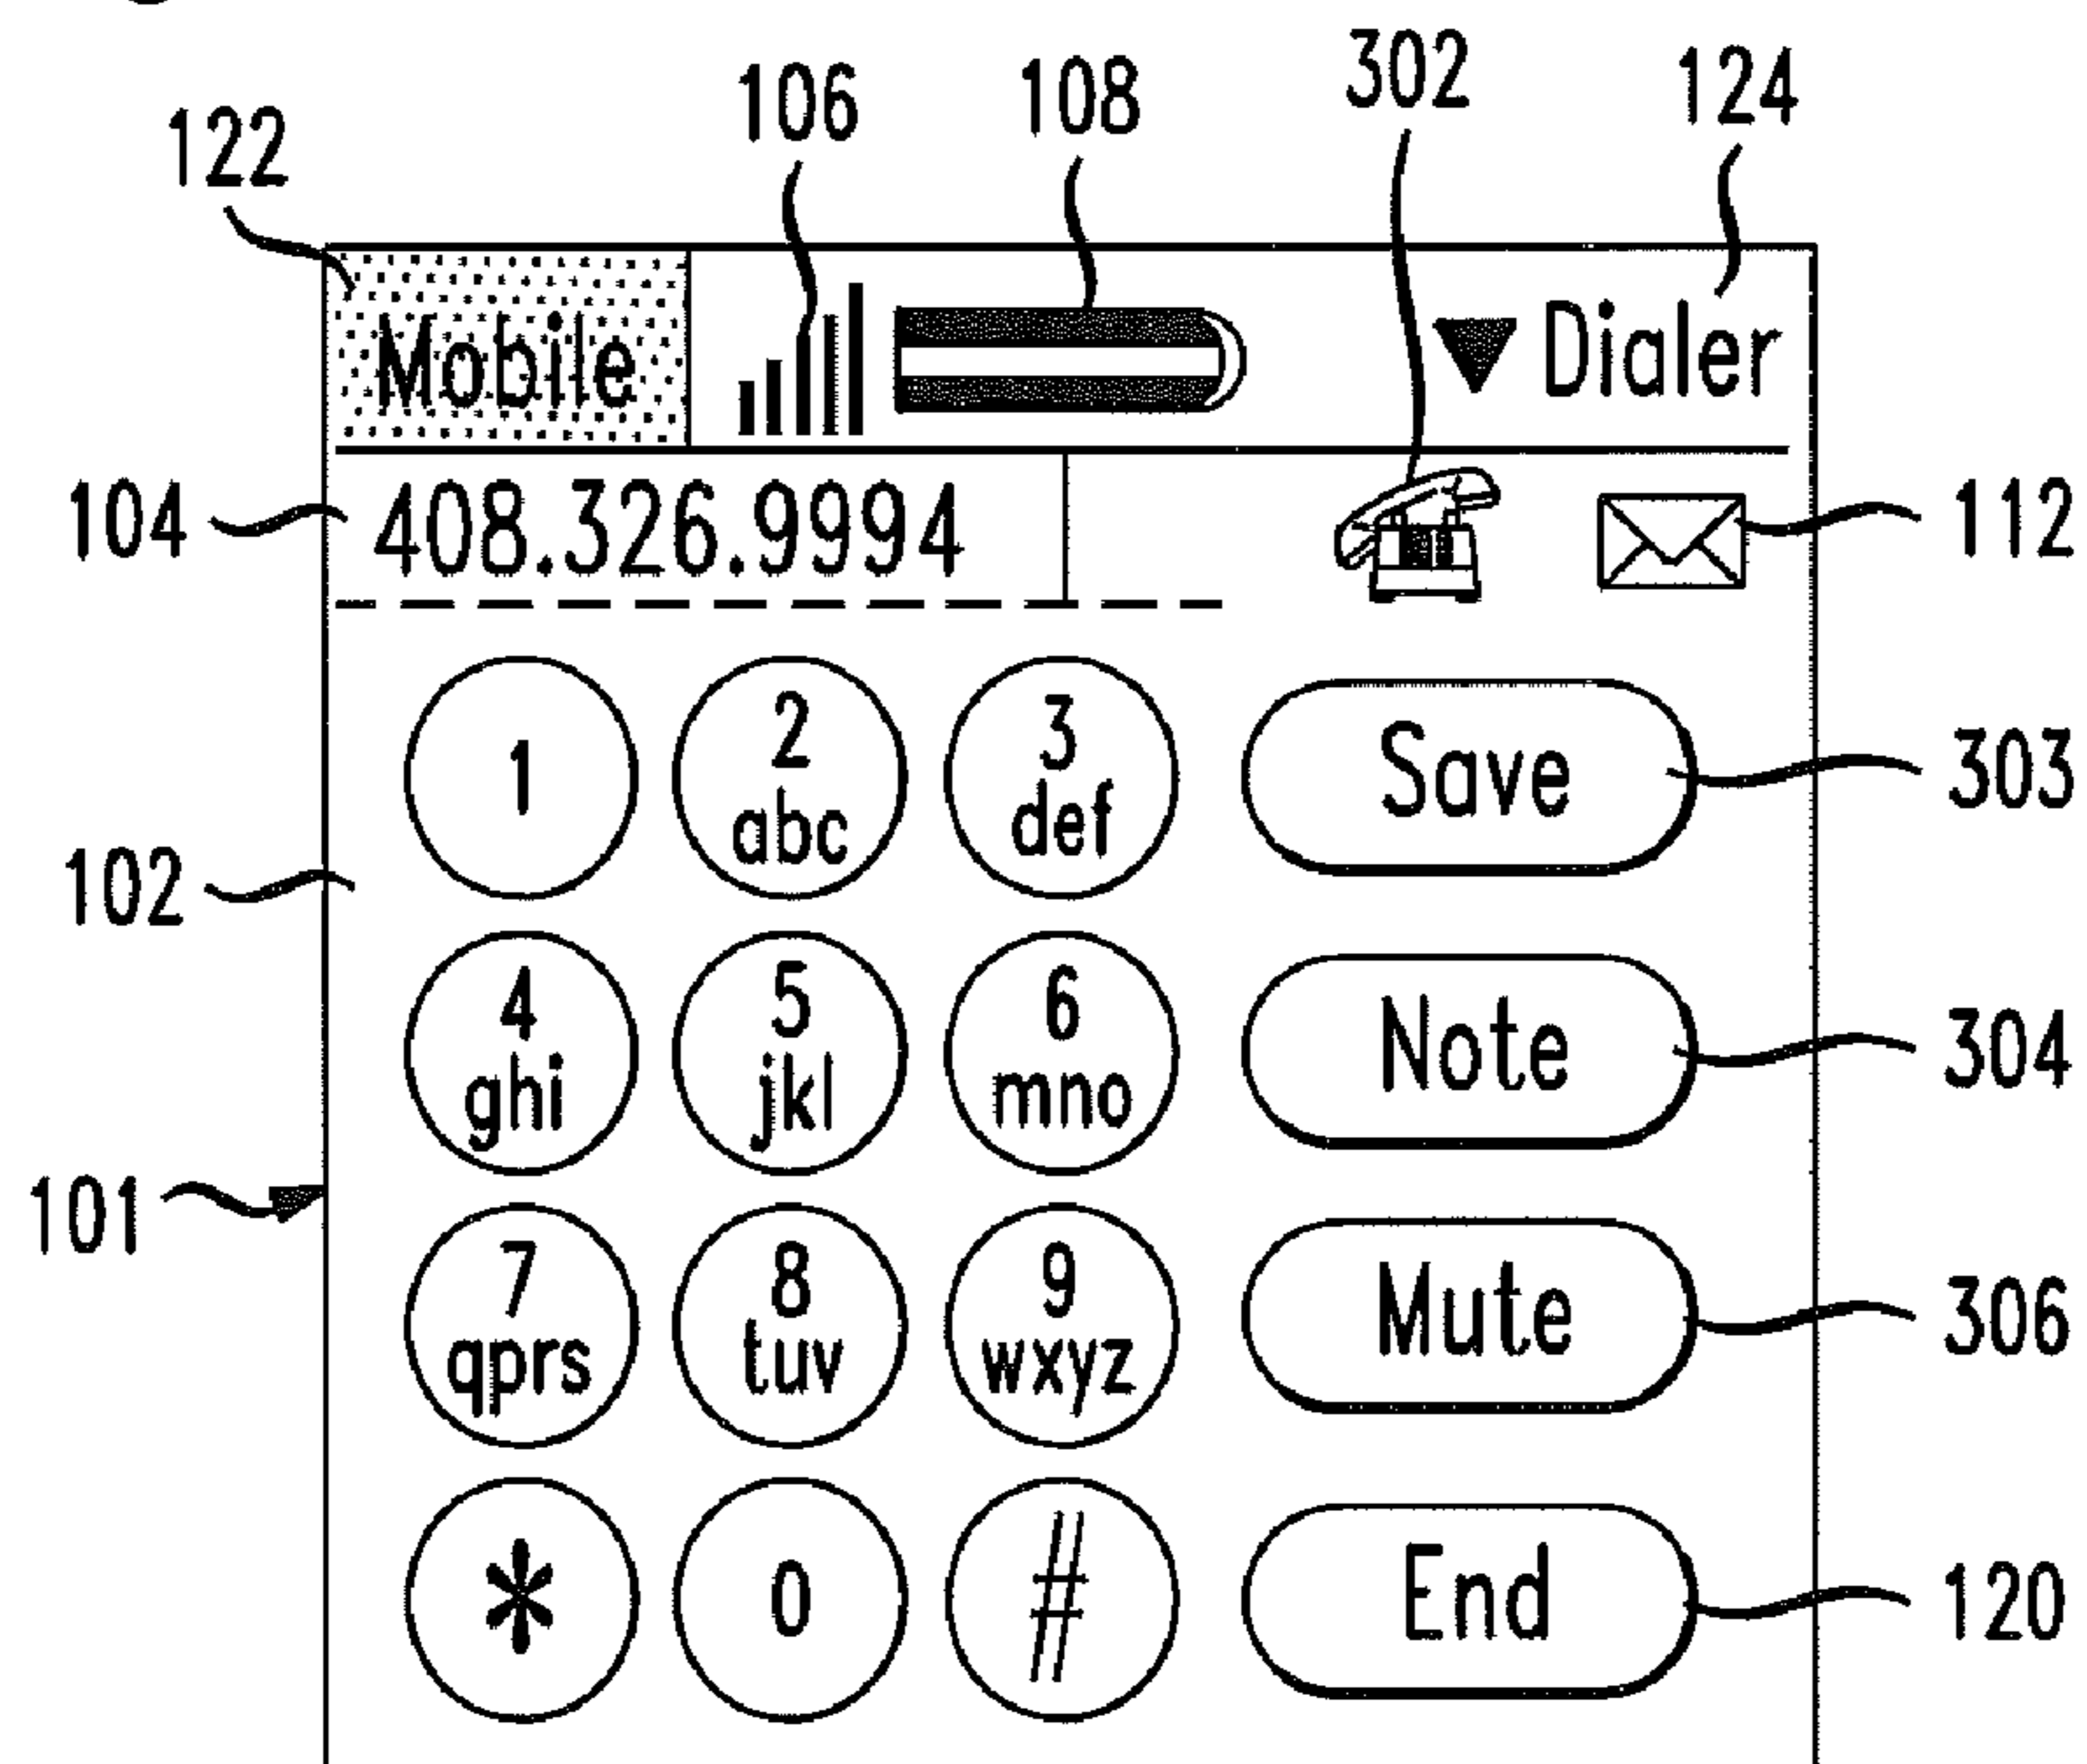 302
106 108 124
122
Mobile Dialer
104 408.326.9994 112
1 2 3 Save 303
abc def
102
4 5 6 Note 304
ghi jkl mno
101
7 8 9 Mute 306
qprs tuv wxyz
* 0 # End 120